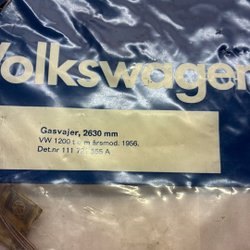 Volkswagen
Gasvajer, 2630 mm
VW 1200 t o m årsmod. 1966.
Det.nr 111 721 555 A